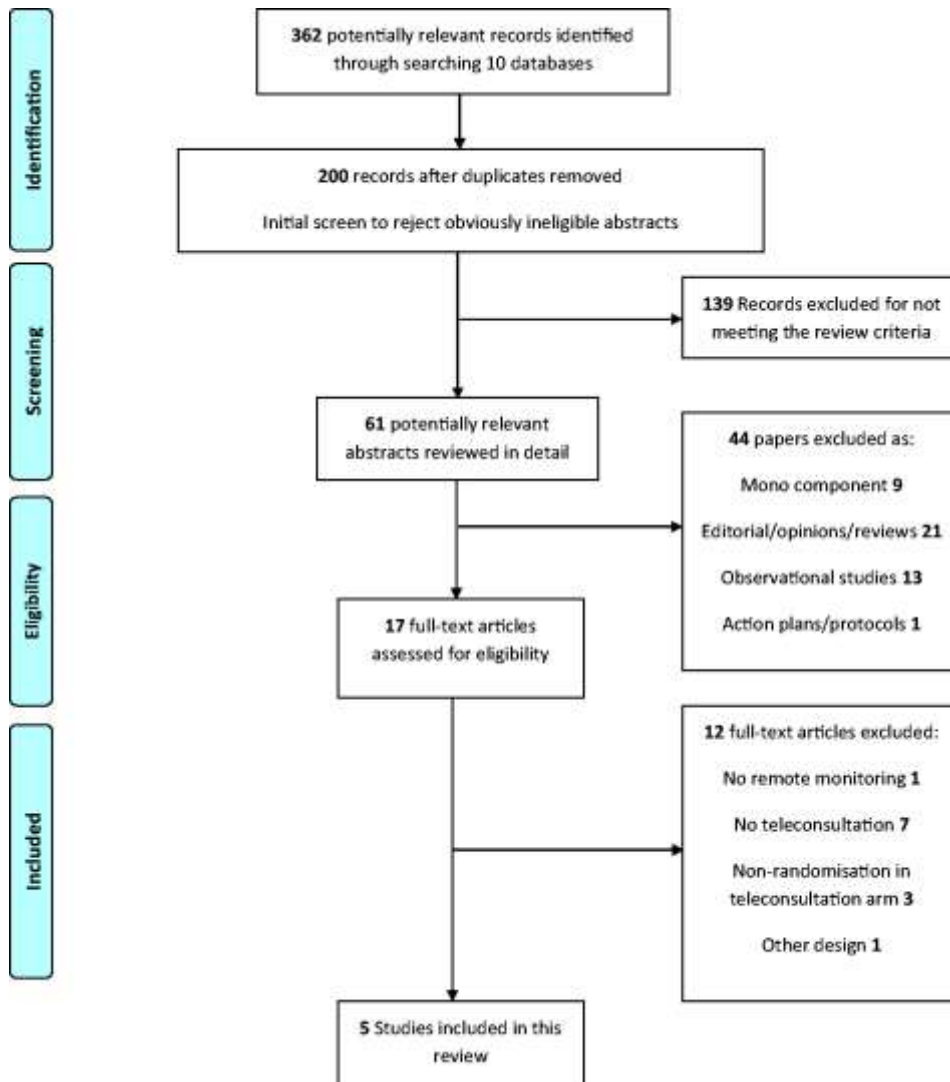 Identification
362 potentially relevant records identified
through searching 10 databases
200 records after duplicates removed
Initial screen to reject obviously ineligible abstracts
Screening
139 Records excluded for not
meeting the review criteria
61 potentially relevant
abstracts reviewed in detail
44 papers excluded as:
Mono component 9
Editorial/opinions/reviews 21
Observational studies 13
Action plans/protocols 1
Eligibility
17 full-text articles
assessed for eligibility
Included
12 full-text articles excluded:
No remote monitoring 1
No teleconsultation 7
Non-randomisation in
teleconsultation arm 3
Other design 1
5 Studies included in this
review